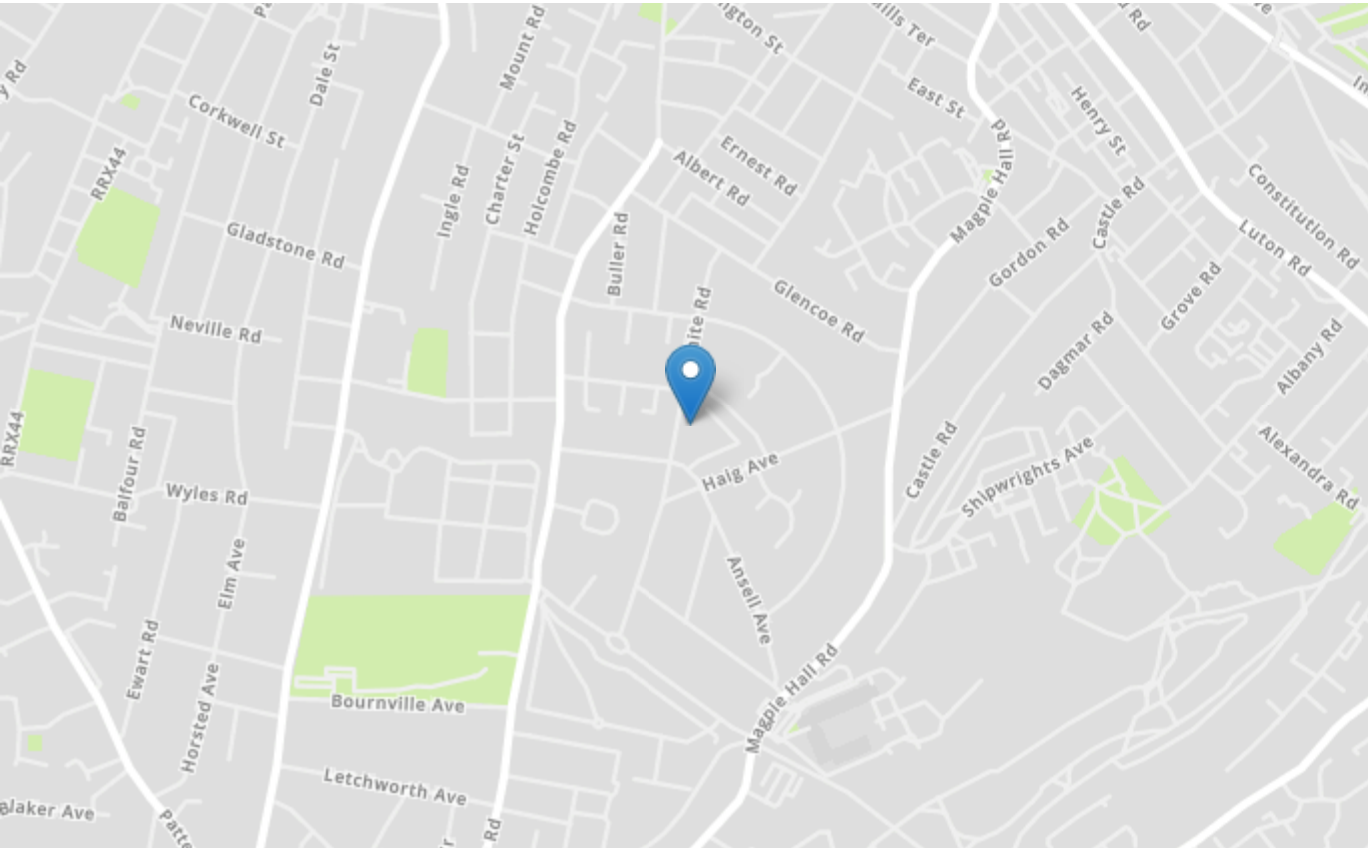 Dale St
Mount Rd
ills Ter
Rd
East St
Henry St
Corkwell St
Ernest Rd
Albert Rd
Magpie Hall Rd
RRX44
Ingle Rd
Charter St
Holcombe Rd
Buller Rd
Gladstone Rd
Castle Rd
Gordon Rd
Constitution Rd
Luton Rd
Glencoe Rd
Grove Rd
Neville Rd
Dagmar Rd
Albany Rd
RRX44
Balfour Rd
Wyles Rd
Haig Ave
Castle Rd
Shipwrights Ave
Alexandra Rd
Elm Ave
Ansell Ave
Ewart Rd
Horsted Ave
Bournville Ave
Magpie Hall Rd
Letchworth Ave
Ave
Rd